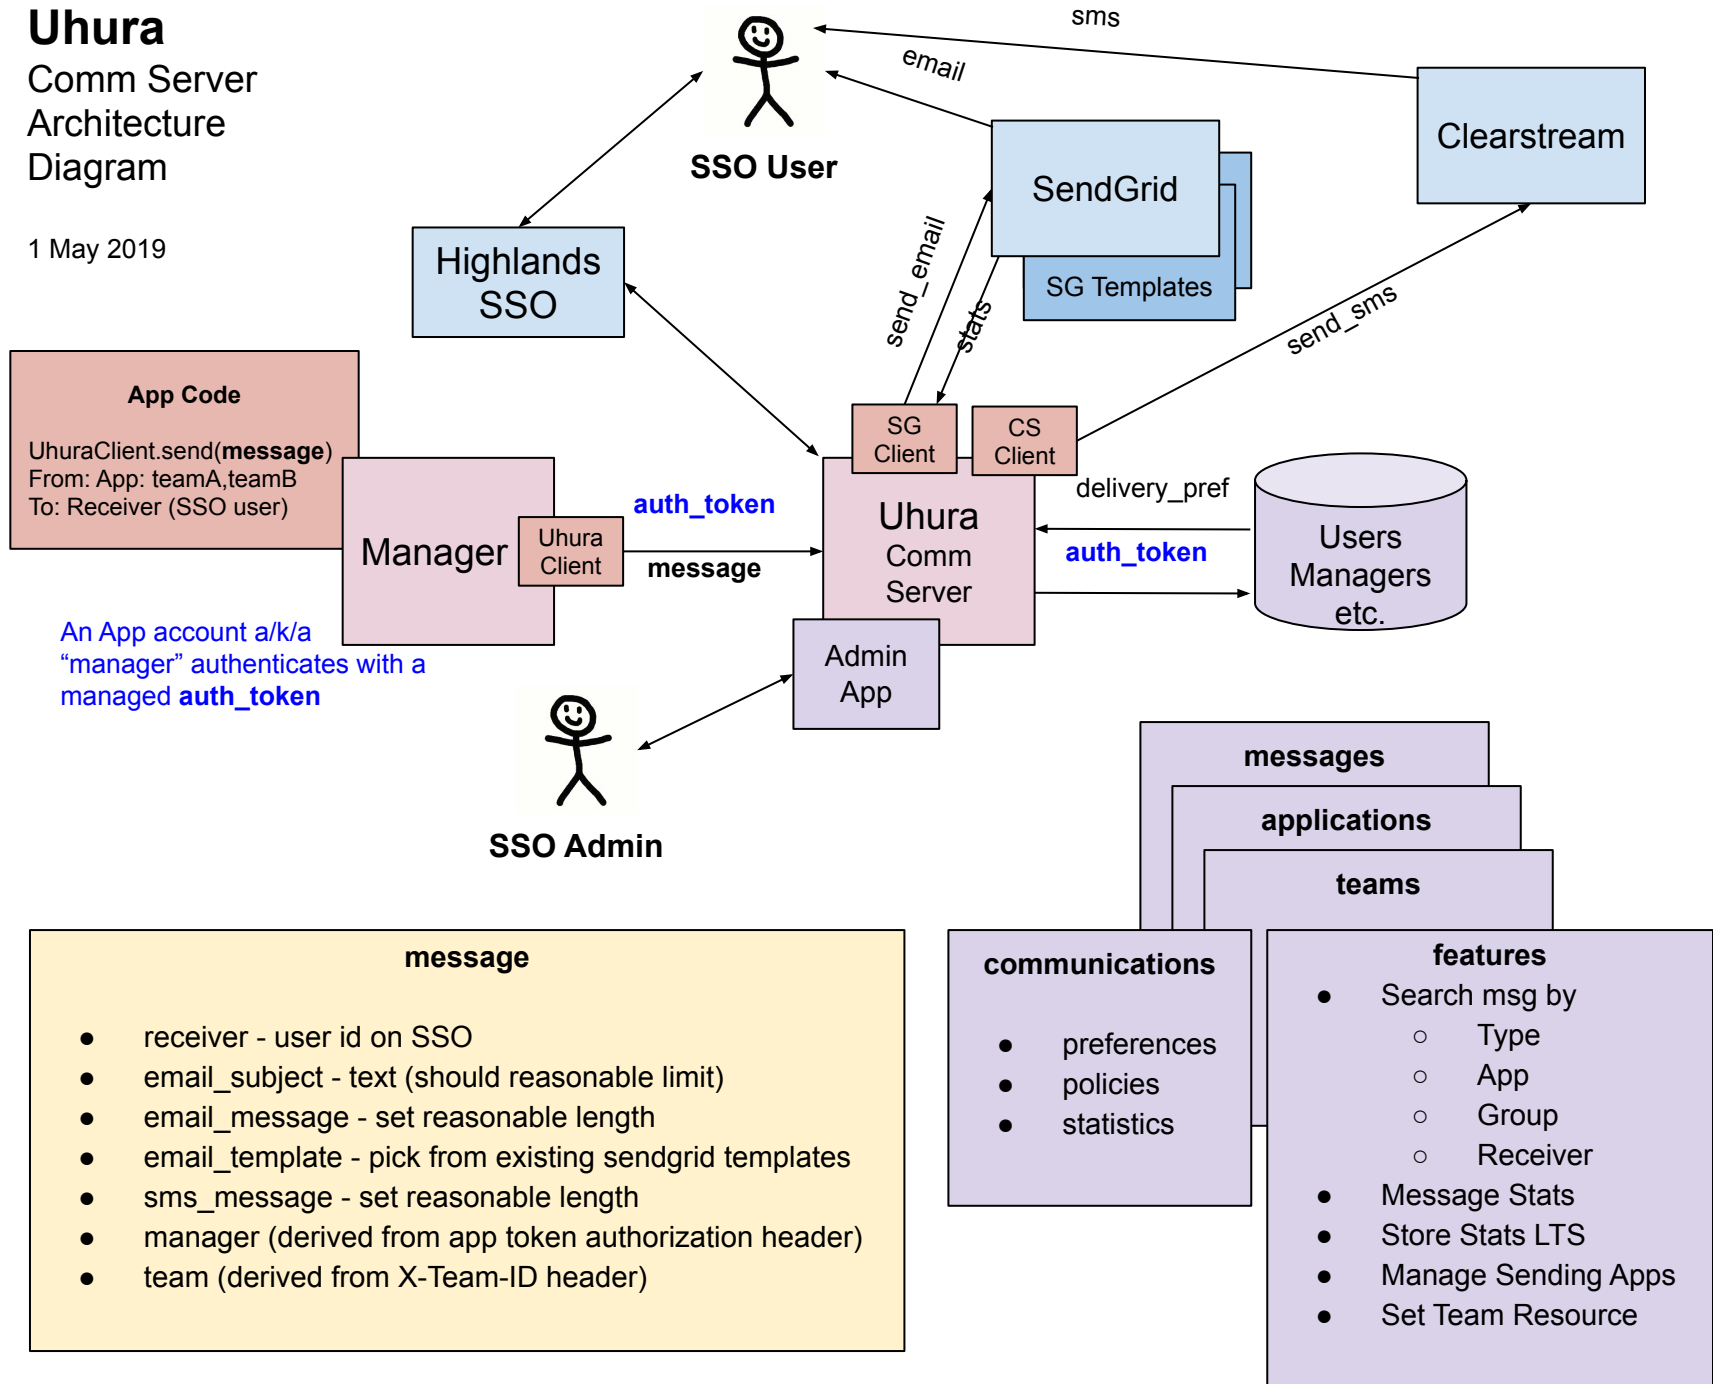 Uhura
Comm Server
Architecture
Diagram
1 May 2019
sms
email
SSO User
Clearstream
SendGrid
SG Templates
Highlands
SSO
send_email
stats
send_sms
App Code
UhuraClient.send(message)
From: App: teamA,teamB
To: Receiver (SSO user)
Manager
Uhura
Client
auth_token
message
SG
Client
CS
Client
Uhura
Comm
Server
delivery_pref
auth_token
Users
Managers
etc.
An App account a/k/a
“manager” authenticates with a
managed auth_token
Admin
App
SSO Admin
messages
applications
teams
message
● receiver - user id on SSO
● email_subject - text (should reasonable limit)
● email_message - set reasonable length
● email_template - pick from existing sendgrid templates
● sms_message - set reasonable length
● manager (derived from app token authorization header)
● team (derived from X-Team-ID header)
communications
● preferences
● policies
● statistics
features
● Search msg by
○ Type
○ App
○ Group
○ Receiver
● Message Stats
● Store Stats LTS
● Manage Sending Apps
● Set Team Resource